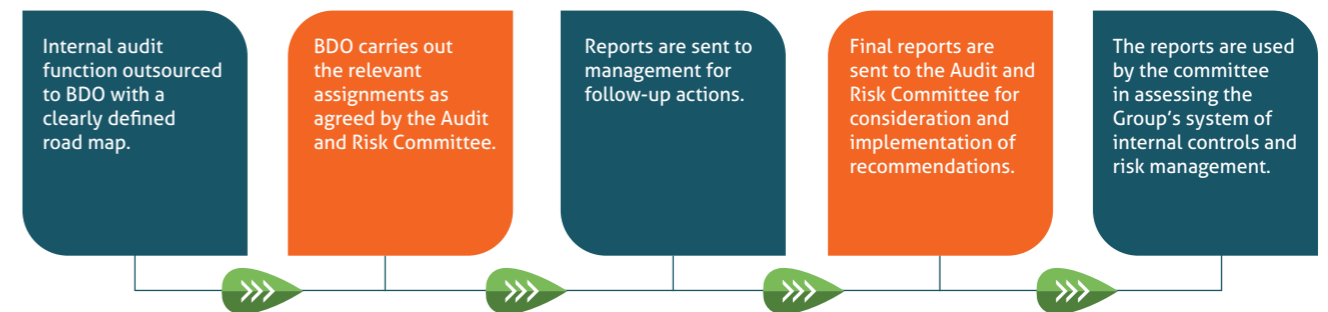 Internal audit
function outsourced
to BDO with a
clearly defined
road map.
BDO carries out
the relevant
assignments as
agreed by the Audit
and Risk Committee.
Reports are sent to
management for
follow-up actions.
Final reports are
sent to the Audit and
Risk Committee for
consideration and
implementation of
recommendations.
The reports are used
by the committee
in assessing the
Group’s system of
internal controls and
risk management.